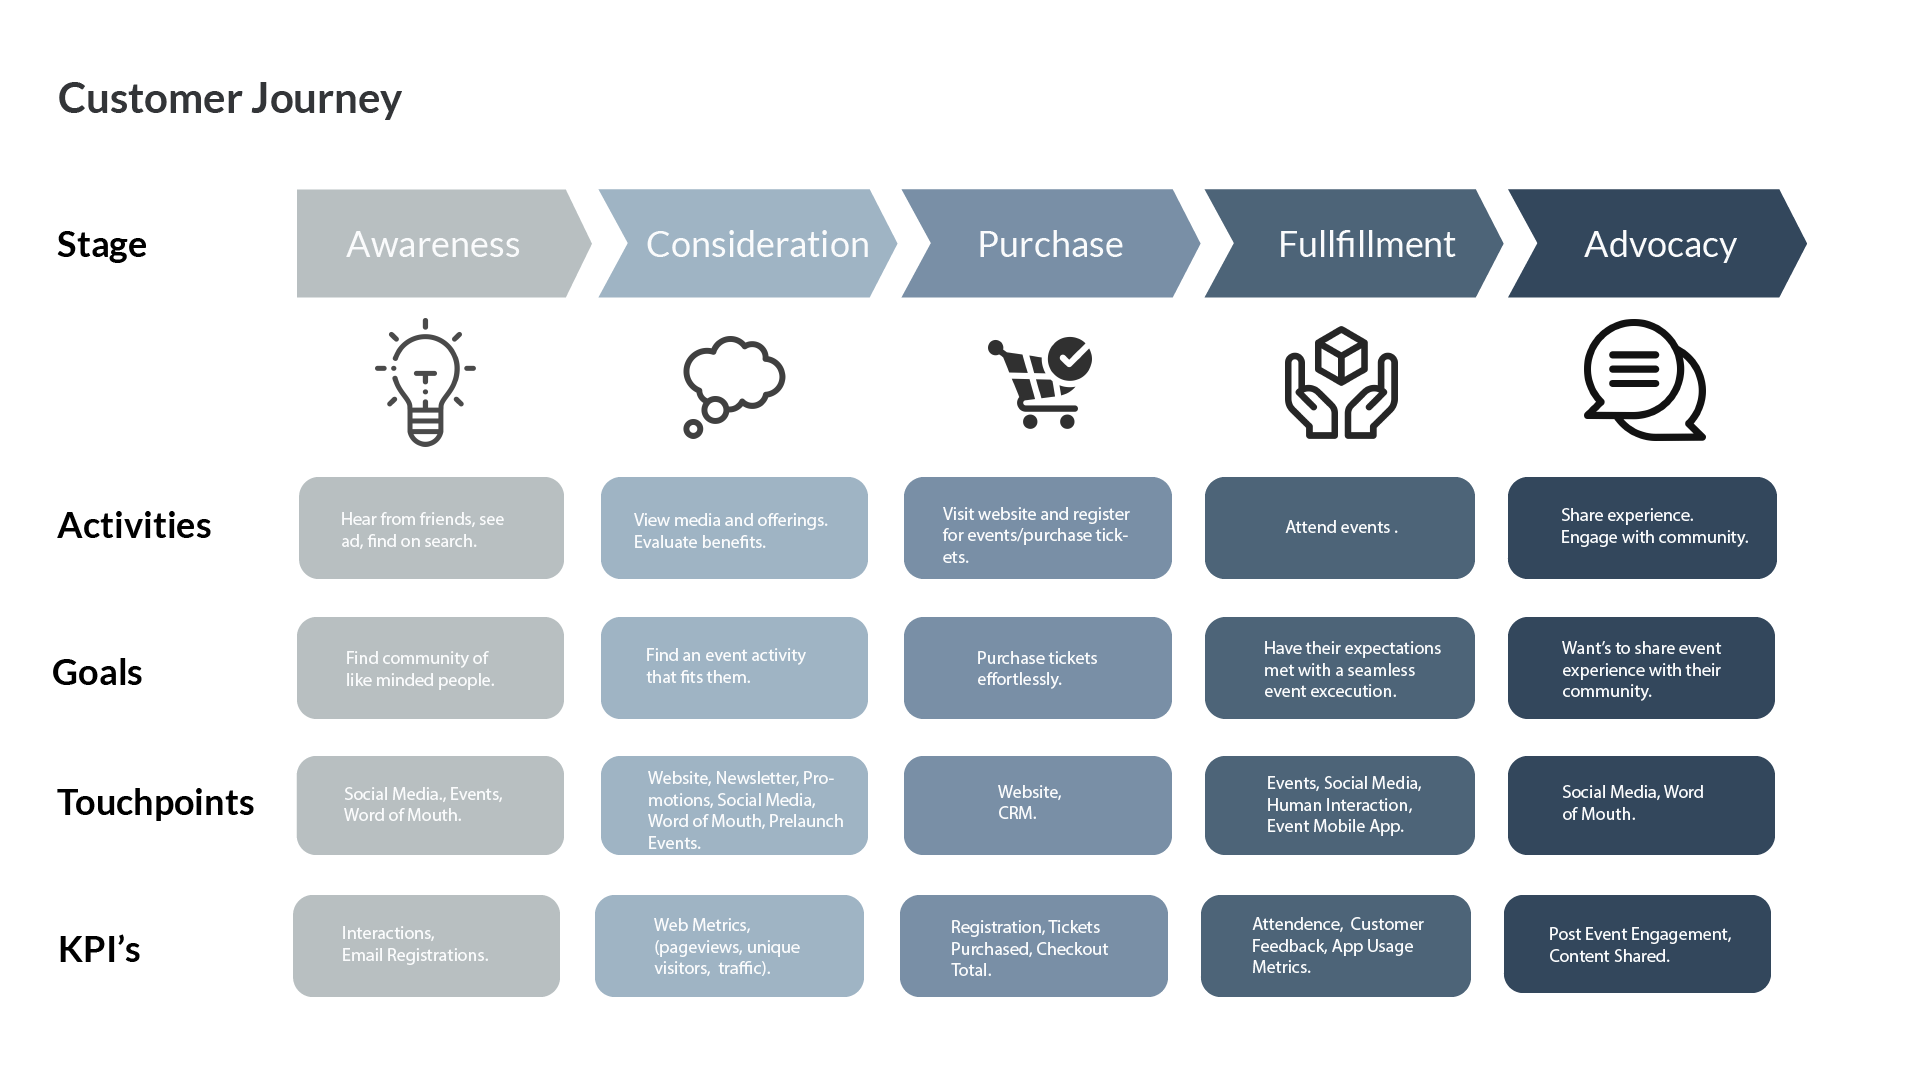 Customer Journey
Stage
Awareness
Consideration
Purchase
Fullfillment
Advocacy
Activities
Hear from friends, see
ad, find on search.
View media and offerings.
Evaluate benefits.
Visit website and register
for events/purchase tick-
ets.
Attend events .
Share experience.
Engage with community.
Goals
Find community of
like minded people.
Find an event activity
that fits them.
Purchase tickets
effortlessly.
Have their expectations
met with a seamless
event excecution.
Want's to share event
experience with their
community.
Touchpoints
Social Media., Events,
Word of Mouth.
Website, Newsletter, Pro-
motions, Social Media,
Word of Mouth, Prelaunch
Events.
Website,
CRM.
Events, Social Media,
Human Interaction,
Event Mobile App.
Social Media, Word
of Mouth.
KPI's
Interactions,
Email Registrations.
Web Metrics,
(pageviews, unique
visitors, traffic).
Registration, Tickets
Purchased, Checkout
Total.
Attendence, Customer
Feedback, App Usage
Metrics.
Post Event Engagement,
Content Shared.